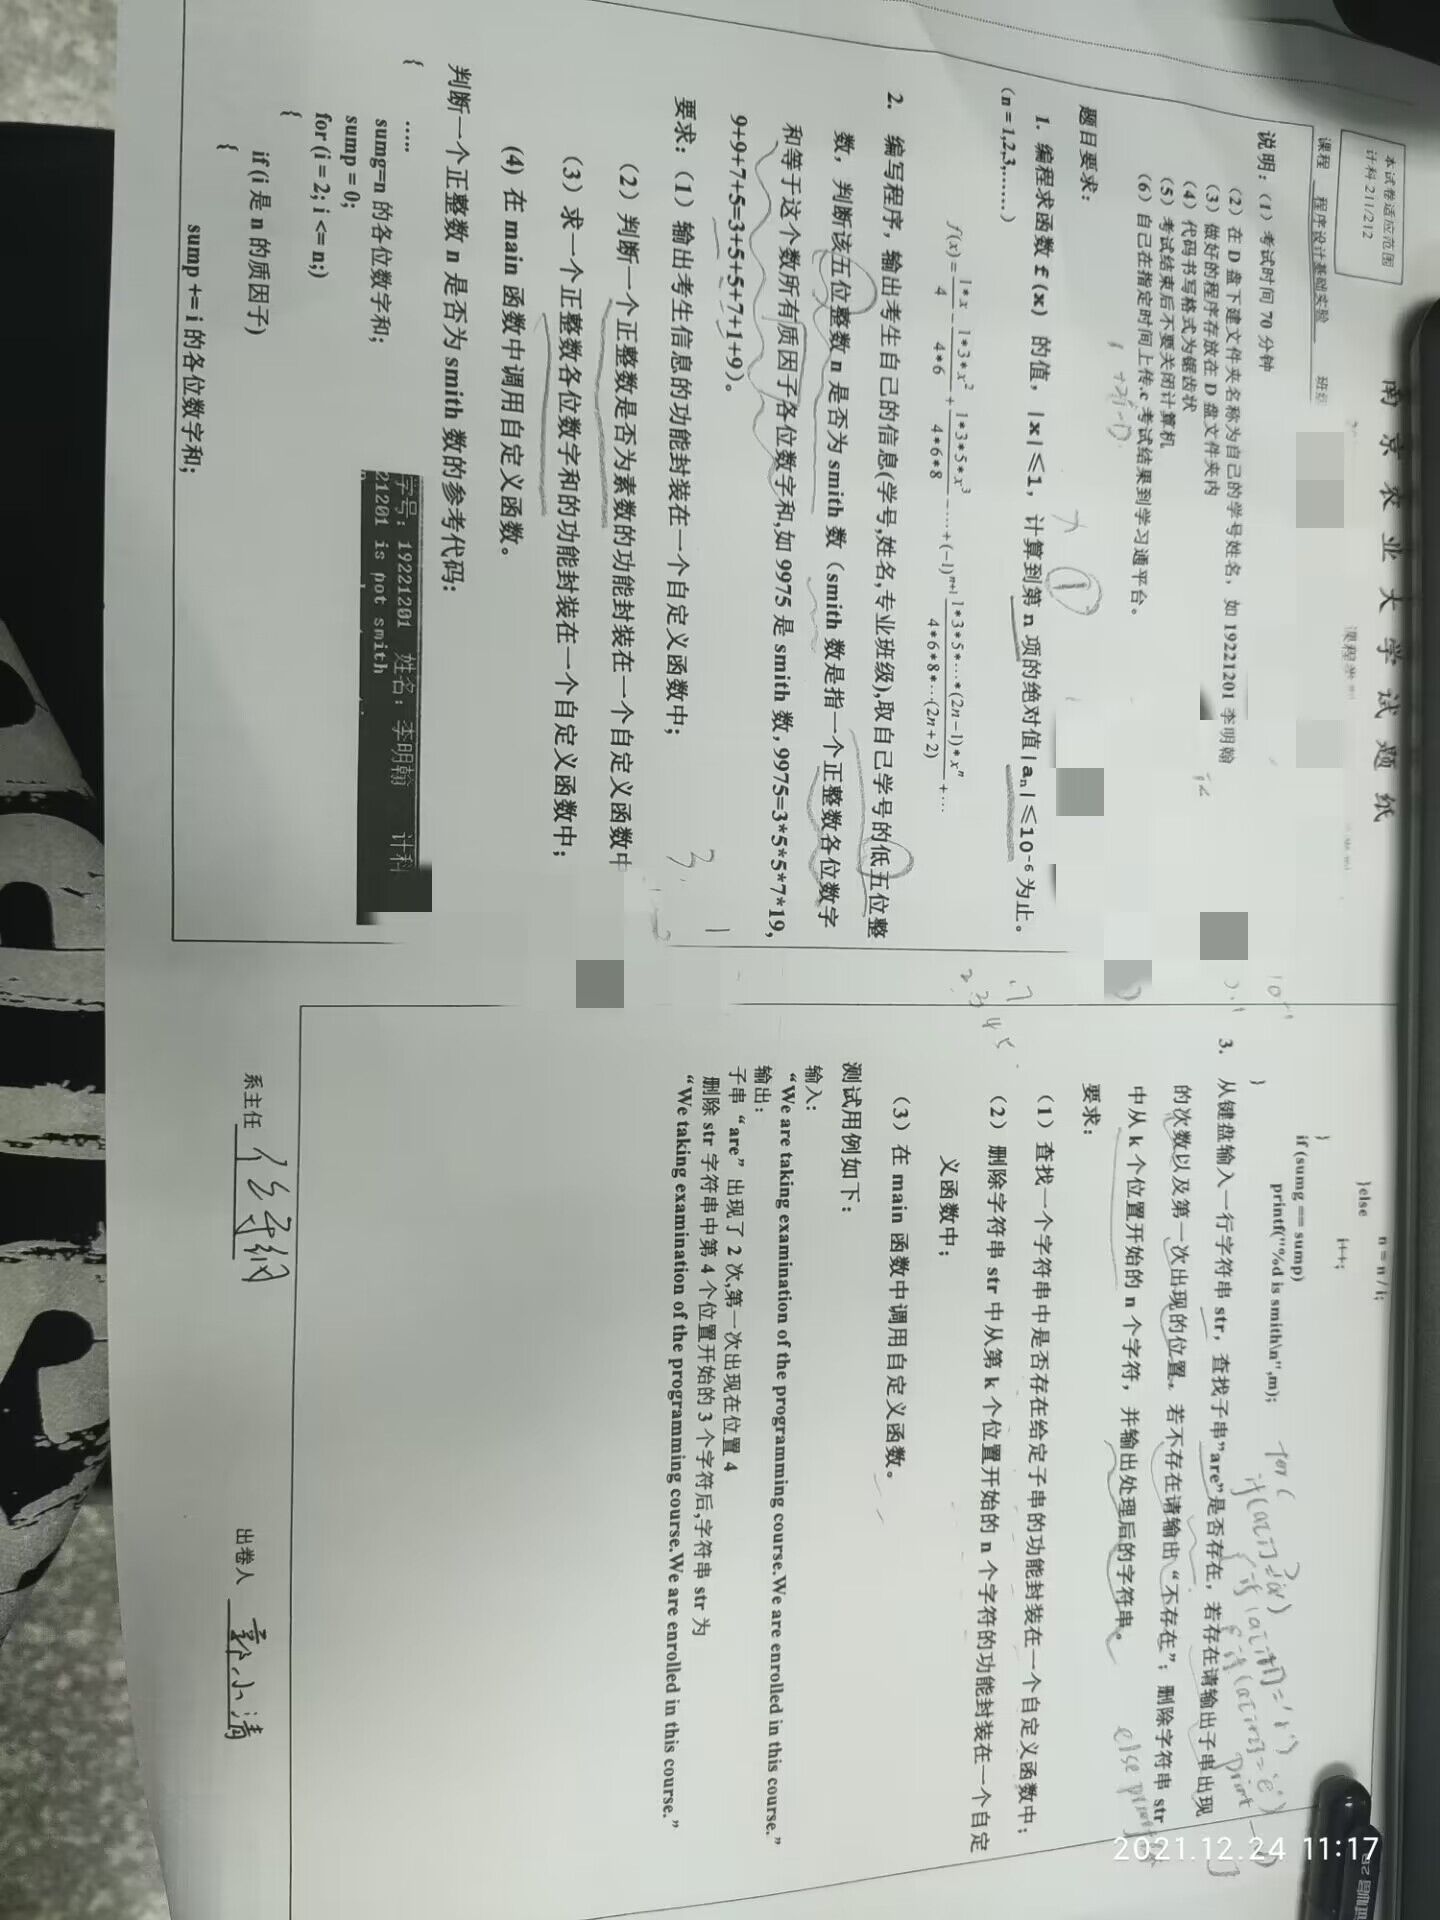 本试卷适应范围
计科 211/212
南京农业大学试题纸
课程类
课程 程序设计基础实验 班级
说明：（1）考试时间 70 分钟
（2）在 D 盘下建文件夹名称为自己的学号姓名，如 19221201 李明翰
（3）做好的程序存放在 D 盘文件夹内
（4）代码书写格式为锯齿状
（5）考试结束后不要关闭计算机
（6）自己在指定时间上传.c 考试结果到学习通平台。
题目要求：
①
1. 编程求函数 f(x) 的值，|x|≤1，计算到第 n 项的绝对值|aₙ|≤10⁻⁶为止。
（n = 1,2,3,……）
f(x)=1*x/4−1*3*x²/4*6+1*3*5*x³/4*6*8−⋯+(−1)ⁿ⁺¹1*3*5*⋯*(2n−1)*xⁿ/4*6*8*⋯(2n+2)+⋯
2. 编写程序，输出考生自己的信息(学号,姓名,专业班级),取自己学号的低五位整
数，判断该五位整数 n 是否为 smith 数（smith 数是指一个正整数各位数字
和等于这个数所有质因子各位数字和,如 9975 是 smith 数，9975=3*5*5*7*19,
9+9+7+5=3+5+5+7+1+9）。
要求：（1）输出考生信息的功能封装在一个自定义函数中；
（2）判断一个正整数是否为素数的功能封装在一个自定义函数中
（3）求一个正整数各位数字和的功能封装在一个自定义函数中；
(4) 在 main 函数中调用自定义函数。
判断一个正整数 n 是否为 smith 数的参考代码:
{ .....
sumg=n 的各位数字和;
sump = 0;
for (i = 2; i <= n;)
{
if (i 是 n 的质因子)
{
sump += i 的各位数字和;
学号：19221201 姓名：李明翰 计科
21201 is not smith
n = n / i;
}else
i++;
}
if (sumg == sump)
printf("%d is smith\n",m);
}
for (      )
if(a[i]='a')
{ if (a[i+1]='r')
{ if (a[i+2]='e')
print
3. 从键盘输入一行字符串 str，查找子串"are"是否存在，若存在请输出子串出现
的次数以及第一次出现的位置。若不存在请输出“不存在”；删除字符串 str
中从 k 个位置开始的 n 个字符，并输出处理后的字符串。
要求：
（1）查找一个字符串中是否存在给定子串的功能封装在一个自定义函数中；
（2）删除字符串 str 中从第 k 个位置开始的 n 个字符的功能封装在一个自定
义函数中；
（3）在 main 函数中调用自定义函数。
测试用例如下：
输入：
“We are taking examination of the programming course.We are enrolled in this course.”
输出：
子串“are”出现了 2 次,第一次出现在位置 4
删除 str 字符串中第 4 个位置开始的 3 个字符后,字符串 str 为
“We taking examination of the programming course.We are enrolled in this course.”
系主任
出卷人 郭小清
2021.12.24 11:17